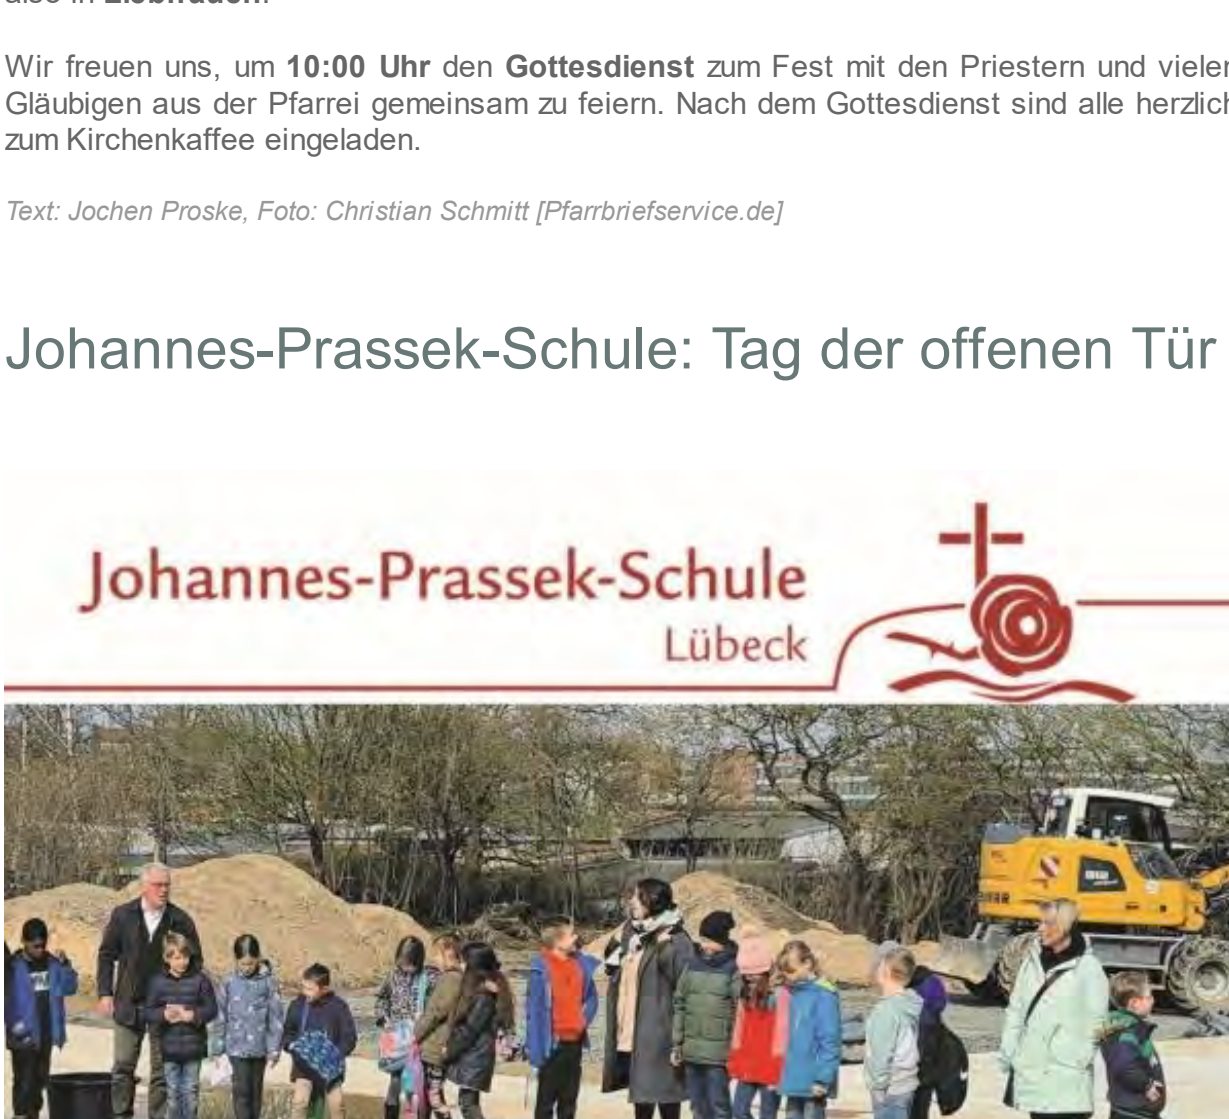 Wir freuen uns, um 10:00 Uhr den Gottesdienst zum Fest mit den Priestern und vielen
Gläubigen aus der Pfarrei gemeinsam zu feiern. Nach dem Gottesdienst sind alle herzlich
zum Kirchenkaffee eingeladen.
Text: Jochen Proske, Foto: Christian Schmitt [Pfarrbriefservice.de]
Johannes-Prassek-Schule: Tag der offenen Tür
Johannes-Prassek-Schule
Lübeck